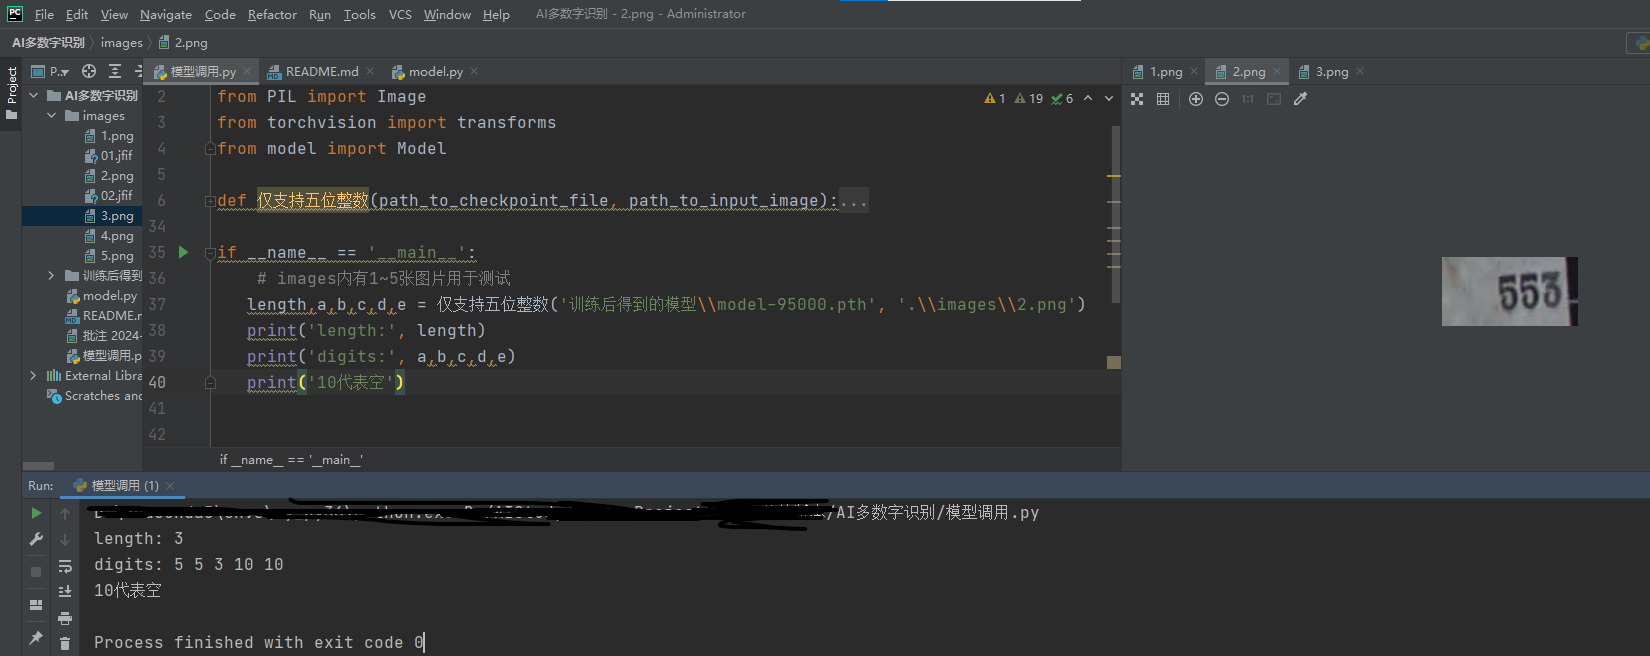 PC File Edit View Navigate Code Refactor Run Tools VCS Window Help AI多数字识别 - 2.png - Administrator
AI多数字识别 images 2.png
Project
P..
模型调用.py README.md model.py
1.png 2.png 3.png
AI多数字识别
images
1.png
01.jfif
2.png
02.jfif
3.png
4.png
5.png
训练后得到
model.py
README.m
批注 2024-
模型调用.p
External Libra
Scratches and
1 19 6
1:1
2 from PIL import Image
3 from torchvision import transforms
4 from model import Model
5
6 def 仅支持五位整数(path_to_checkpoint_file, path_to_input_image):...
34
35 if __name__ == '__main__':
36 # images内有1~5张图片用于测试
37 length,a,b,c,d,e = 仅支持五位整数('训练后得到的模型\\model-95000.pth', '.\\images\\2.png')
38 print('length:', length)
39 print('digits:', a,b,c,d,e)
40 print('10代表空')
41
42
if __name__ == '__main__'
553
Run: 模型调用 (1)
/AI多数字识别/模型调用.py
length: 3
digits: 5 5 3 10 10
10代表空
Process finished with exit code 0